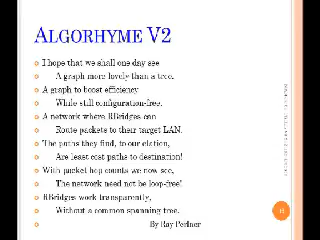 ALGORHYME V2
I hope that we shall one day see
A graph more lovely than a tree.
A graph to boost efficiency
While still configuration-free.
A network where RBridges can
Route packets to their target LAN.
The paths they find, to our elation,
Are least cost paths to destination!
With packet hop counts we now see,
The network need not be loop-free!
RBridges work transparently,
Without a common spanning tree.
By Ray Perlner